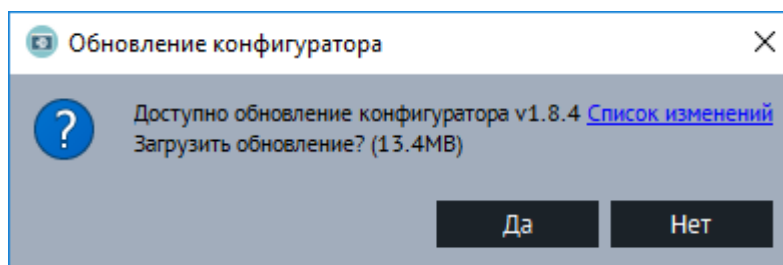 Обновление конфигуратора
Доступно обновление конфигуратора v1.8.4 Список изменений
Загрузить обновление? (13.4MB)
Да Нет